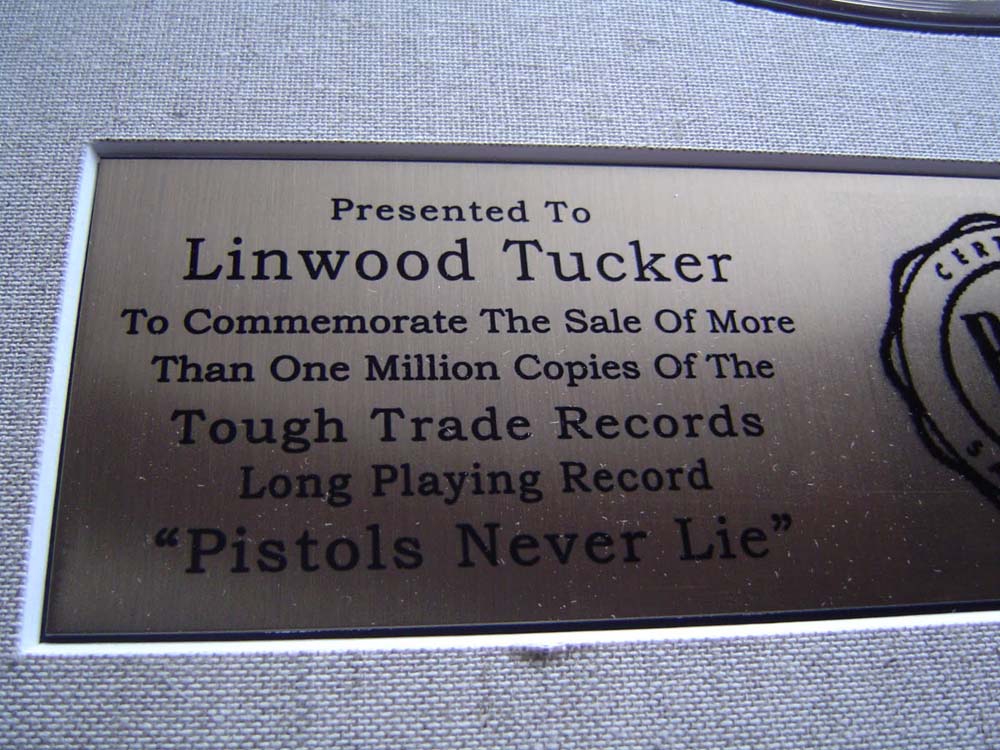 Presented To
Linwood Tucker
To Commemorate The Sale Of More
Than One Million Copies Of The
Tough Trade Records
Long Playing Record
“Pistols Never Lie”